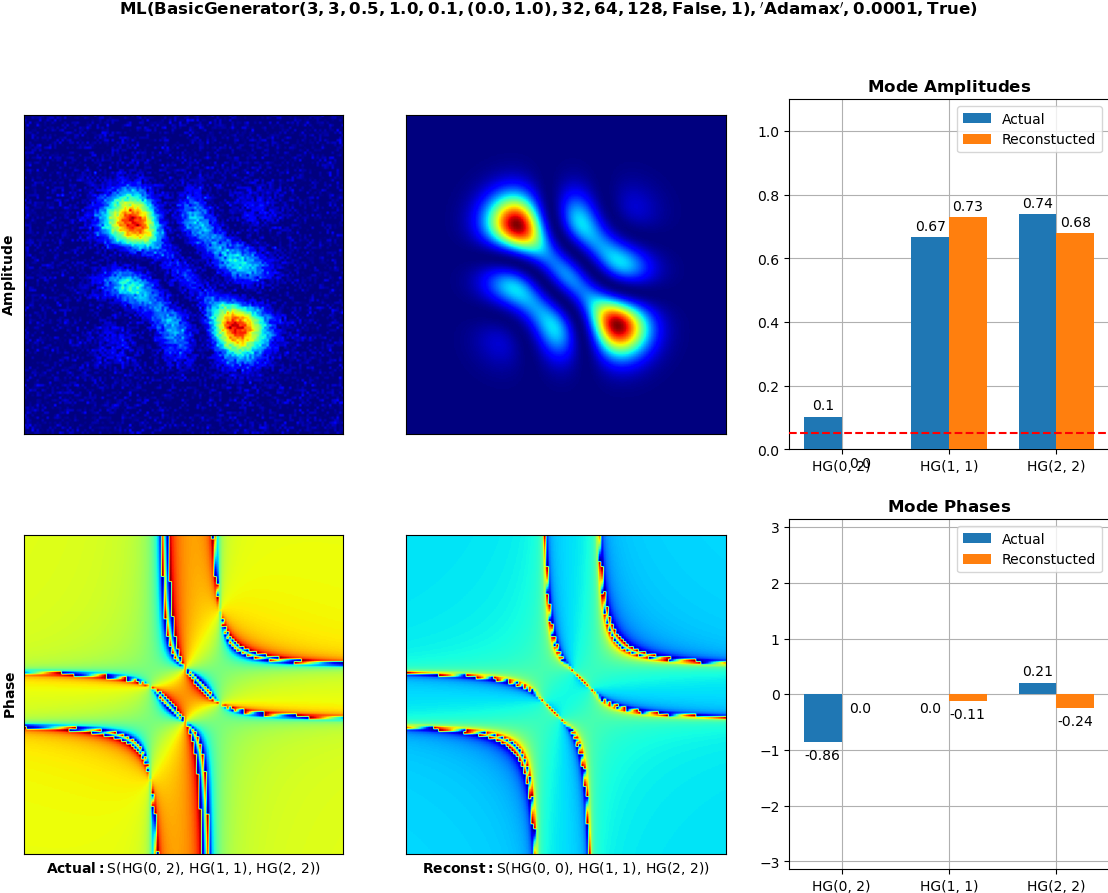 ML(BasicGenerator(3, 3, 0.5, 1.0, 0.1, (0.0, 1.0), 32, 64, 128, False, 1), ′Adamax′, 0.0001, True)
Amplitude
Mode Amplitudes
Actual
Reconstucted
1.0
0.8
0.6
0.4
0.2
0.0
0.1
0.0
0.67
0.73
0.74
0.68
HG(0, 2)
HG(1, 1)
HG(2, 2)
Phase
Actual: S(HG(0, 2), HG(1, 1), HG(2, 2))
Reconst: S(HG(0, 0), HG(1, 1), HG(2, 2))
Mode Phases
Actual
Reconstucted
3
2
1
0
−1
−2
−3
-0.86
0.0
0.0
-0.11
0.21
-0.24
HG(0, 2)
HG(1, 1)
HG(2, 2)